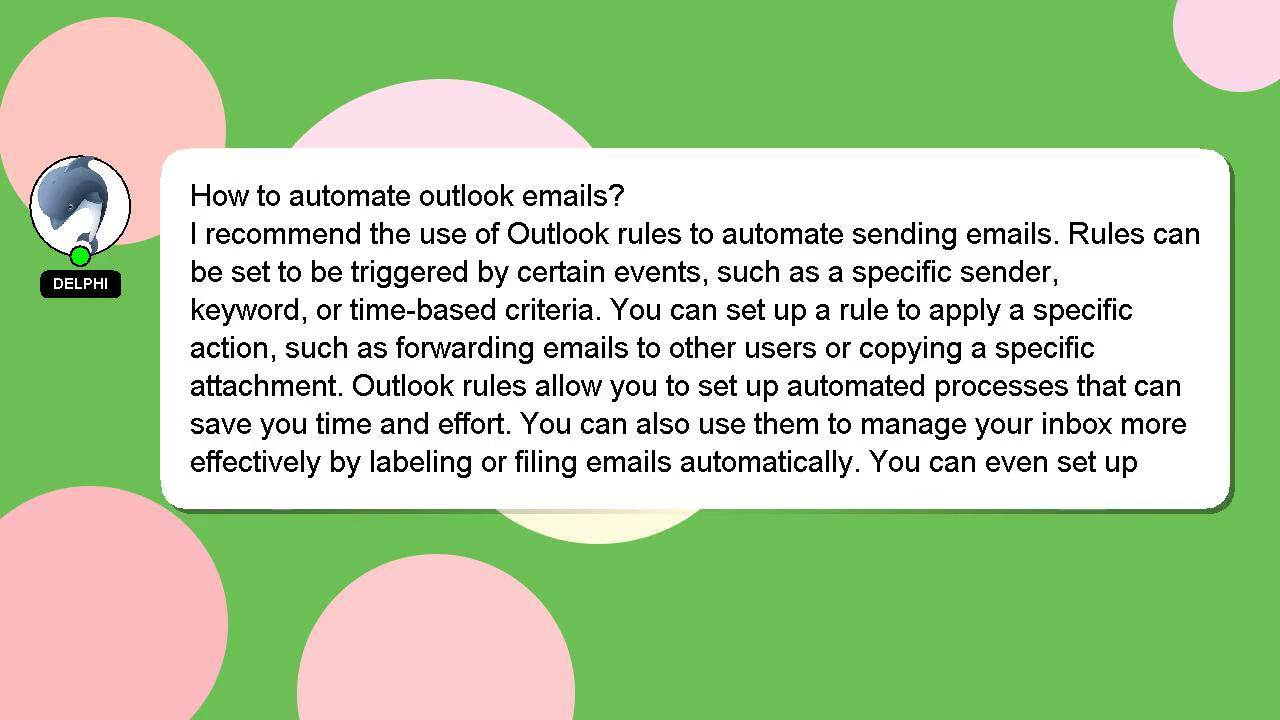 How to automate outlook emails?
I recommend the use of Outlook rules to automate sending emails. Rules can
be set to be triggered by certain events, such as a specific sender,
keyword, or time-based criteria. You can set up a rule to apply a specific
action, such as forwarding emails to other users or copying a specific
attachment. Outlook rules allow you to set up automated processes that can
save you time and effort. You can also use them to manage your inbox more
effectively by labeling or filing emails automatically. You can even set up
DELPHI